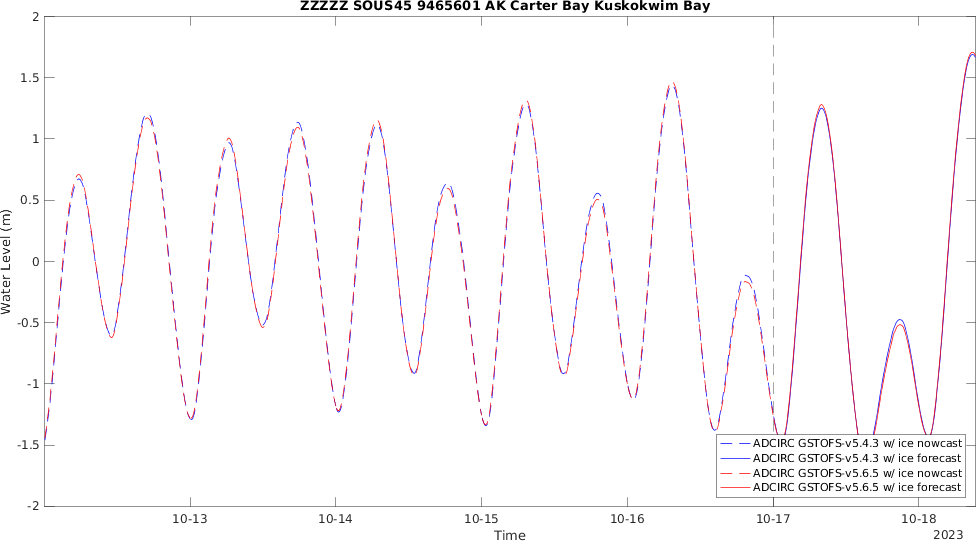 ZZZZZ SOUS45 9465601 AK Carter Bay Kuskokwim Bay
2
1.5
1
0.5
0
-0.5
-1
-1.5
-2
Water Level (m)
10-13
10-14
10-15
10-16
10-17
10-18
Time
2023
ADCIRC GSTOFS-v5.4.3 w/ ice nowcast
ADCIRC GSTOFS-v5.4.3 w/ ice forecast
ADCIRC GSTOFS-v5.6.5 w/ ice nowcast
ADCIRC GSTOFS-v5.6.5 w/ ice forecast